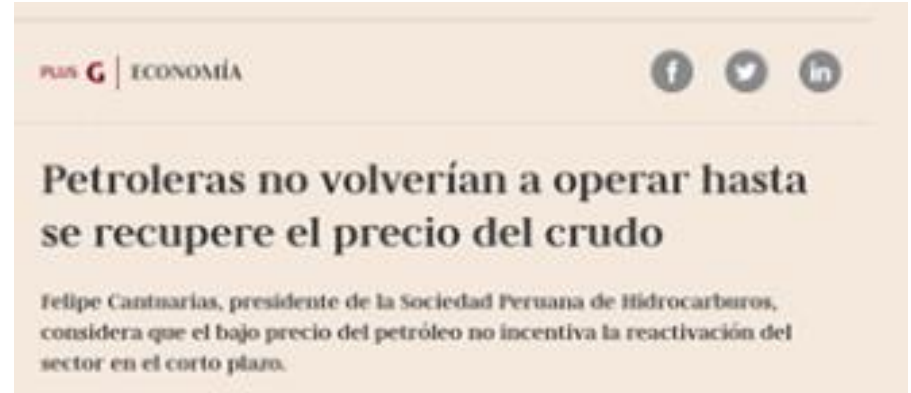 PLUS G ECONOMÍA
Petroleras no volverían a operar hasta
se recupere el precio del crudo
Felipe Cantuarias, presidente de la Sociedad Peruana de Hidrocarburos,
considera que el bajo precio del petróleo no incentiva la reactivación del
sector en el corto plazo.